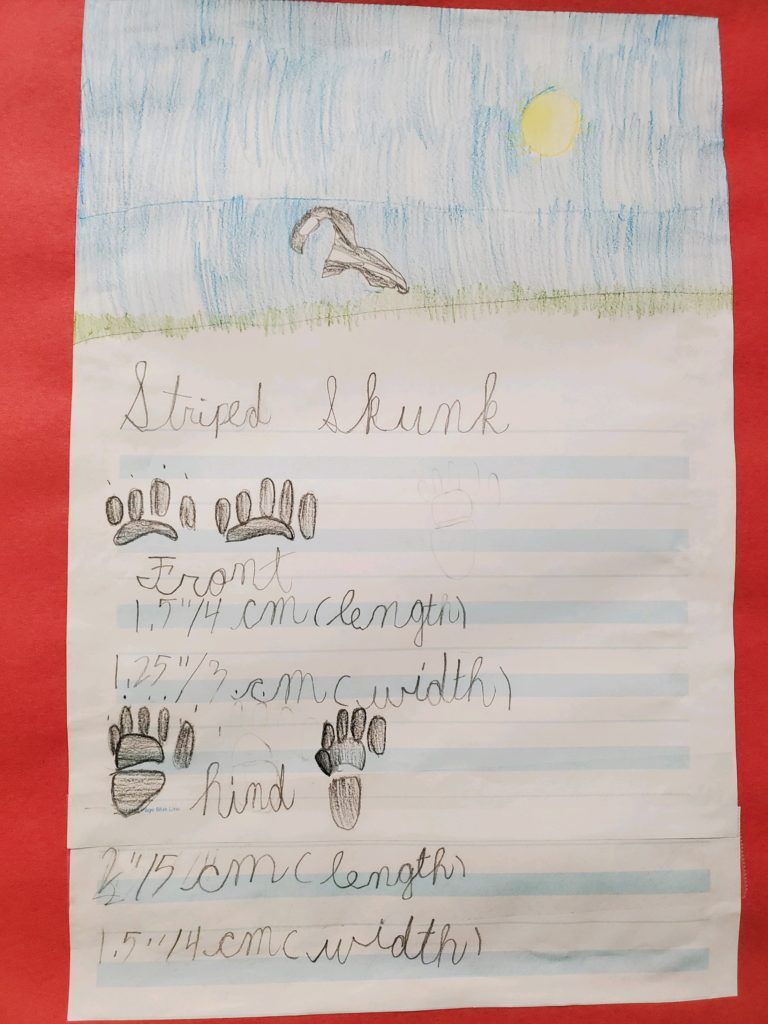 Striped Skunk
Front
1.5"/4 cm (length)
1.25"/3 cm (width)
hind
2"/5 cm (length)
1.5"/4 cm (width)